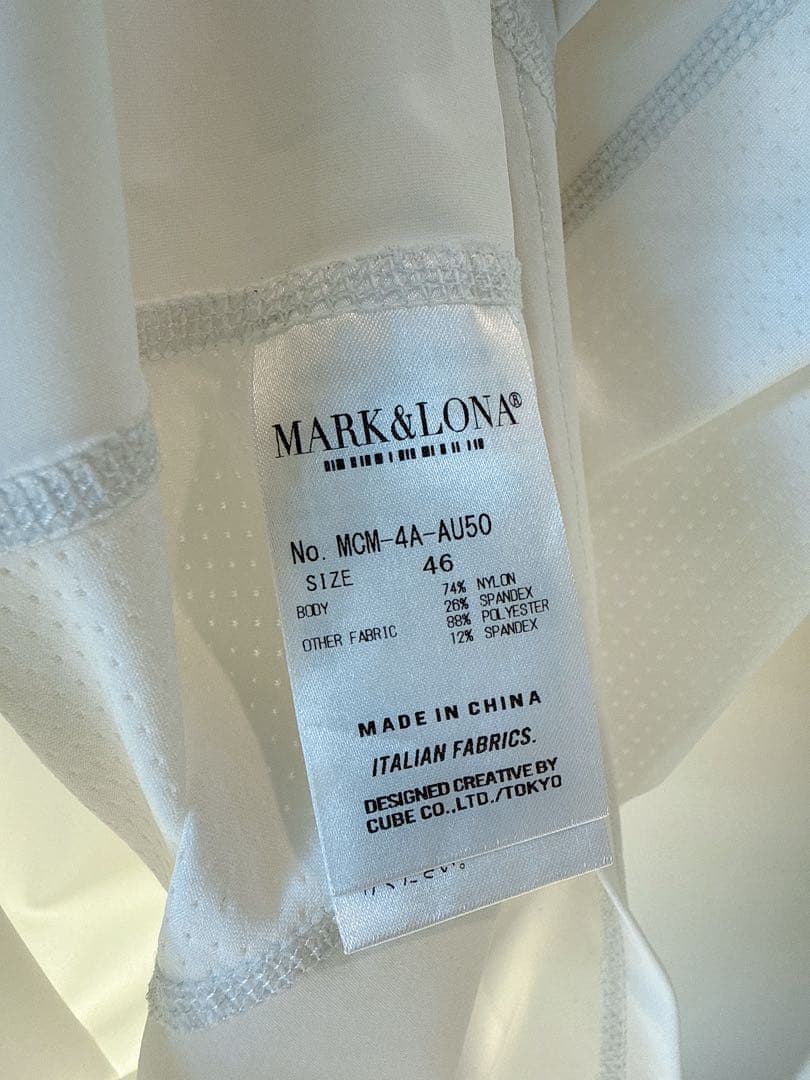 MARK&LONA®
No. MCM-4A-AU50
SIZE 46
BODY 74% NYLON
26% SPANDEX
OTHER FABRIC 88% POLYESTER
12% SPANDEX
MADE IN CHINA
ITALIAN FABRICS.
DESIGNED CREATIVE BY
CUBE CO.,LTD./TOKYO